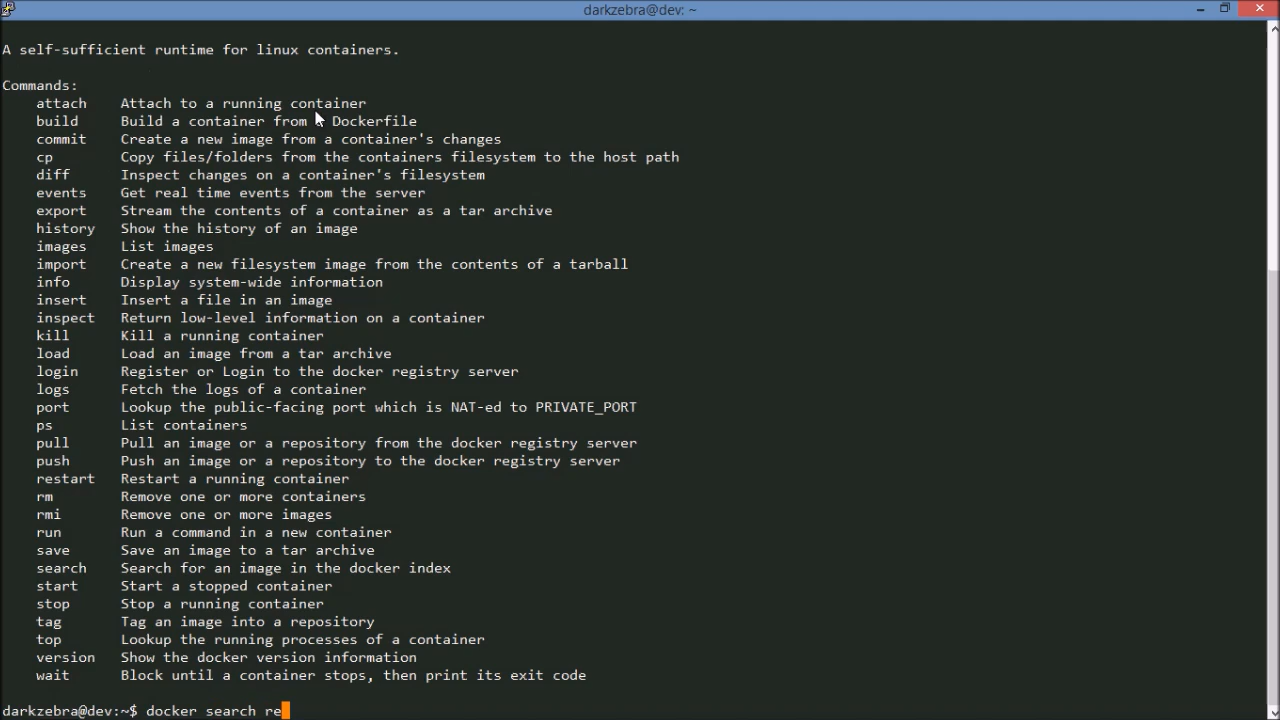 darkzebra@dev: ~
A self-sufficient runtime for linux containers.
Commands:
attach Attach to a running container
build Build a container from Dockerfile
commit Create a new image from a container's changes
cp Copy files/folders from the containers filesystem to the host path
diff Inspect changes on a container's filesystem
events Get real time events from the server
export Stream the contents of a container as a tar archive
history Show the history of an image
images List images
import Create a new filesystem image from the contents of a tarball
info Display system-wide information
insert Insert a file in an image
inspect Return low-level information on a container
kill Kill a running container
load Load an image from a tar archive
login Register or Login to the docker registry server
logs Fetch the logs of a container
port Lookup the public-facing port which is NAT-ed to PRIVATE_PORT
ps List containers
pull Pull an image or a repository from the docker registry server
push Push an image or a repository to the docker registry server
restart Restart a running container
rm Remove one or more containers
rmi Remove one or more images
run Run a command in a new container
save Save an image to a tar archive
search Search for an image in the docker index
start Start a stopped container
stop Stop a running container
tag Tag an image into a repository
top Lookup the running processes of a container
version Show the docker version information
wait Block until a container stops, then print its exit code
darkzebra@dev:~$ docker search re